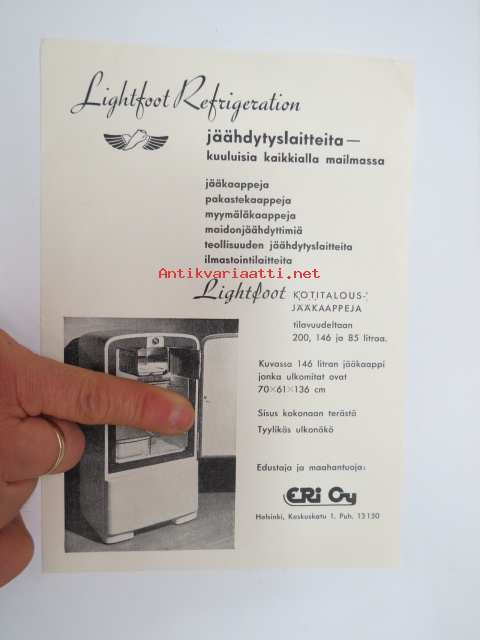 Lightfoot Refrigeration
jäähdytyslaitteita—
kuuluisia kaikkialla mailmassa
jääkaappeja
pakastekaappeja
myymäläkaappeja
maidonjäähdyttimiä
teollisuuden jäähdytyslaitteita
ilmastointilaitteita
Antikvariaatti.net
Lightfoot KOTITALOUS-
JÄÄKAAPPEJA
tilavuudeltaan
200, 146 ja 85 litraa.
Kuvassa 146 litran jääkaappi
jonka ulkomitat ovat
70×61×136 cm
Sisus kokonaan terästä
Tyylikäs ulkonäkö
Edustaja ja maahantuoja:
ERi Oy
Helsinki, Keskuskatu 1. Puh. 13150